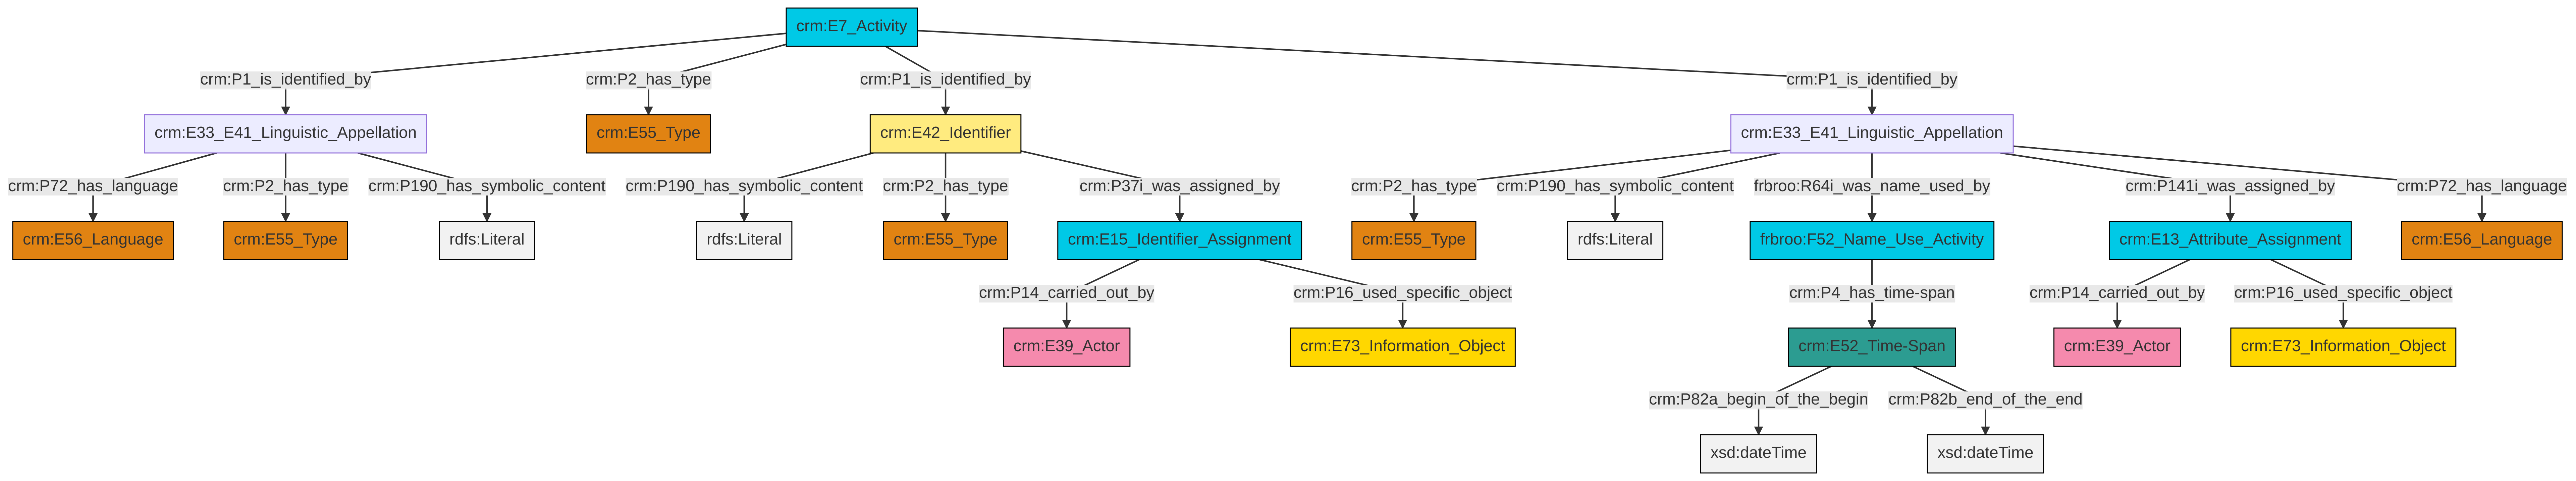 crm:E7_Activity
crm:P1_is_identified_by
crm:P2_has_type
crm:P1_is_identified_by
crm:P1_is_identified_by
crm:E33_E41_Linguistic_Appellation
crm:E55_Type
crm:E42_Identifier
crm:E33_E41_Linguistic_Appellation
crm:P72_has_language
crm:P2_has_type
crm:P190_has_symbolic_content
crm:P190_has_symbolic_content
crm:P2_has_type
crm:P37i_was_assigned_by
crm:P2_has_type
crm:P190_has_symbolic_content
frbroo:R64i_was_name_used_by
crm:P141i_was_assigned_by
crm:P72_has_language
crm:E56_Language
crm:E55_Type
rdfs:Literal
rdfs:Literal
crm:E55_Type
crm:E15_Identifier_Assignment
crm:E55_Type
rdfs:Literal
frbroo:F52_Name_Use_Activity
crm:E13_Attribute_Assignment
crm:E56_Language
crm:P14_carried_out_by
crm:P16_used_specific_object
crm:P4_has_time-span
crm:P14_carried_out_by
crm:P16_used_specific_object
crm:E39_Actor
crm:E73_Information_Object
crm:E52_Time-Span
crm:E39_Actor
crm:E73_Information_Object
crm:P82a_begin_of_the_begin
crm:P82b_end_of_the_end
xsd:dateTime
xsd:dateTime